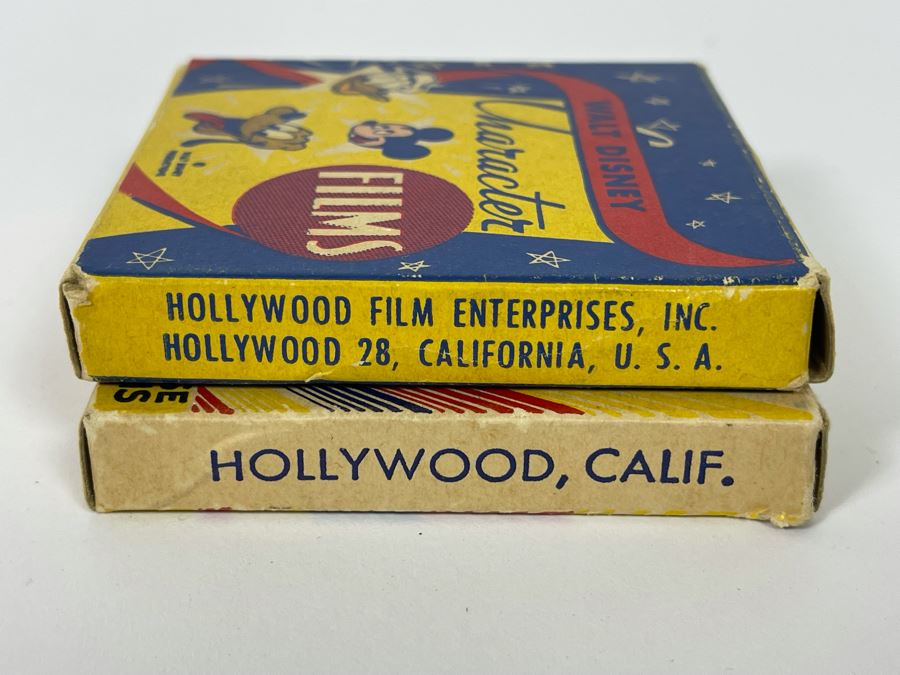 WALT DISNEY
Character
FILMS
HOLLYWOOD FILM ENTERPRISES, INC.
HOLLYWOOD 28, CALIFORNIA, U. S. A.
HOLLYWOOD, CALIF.